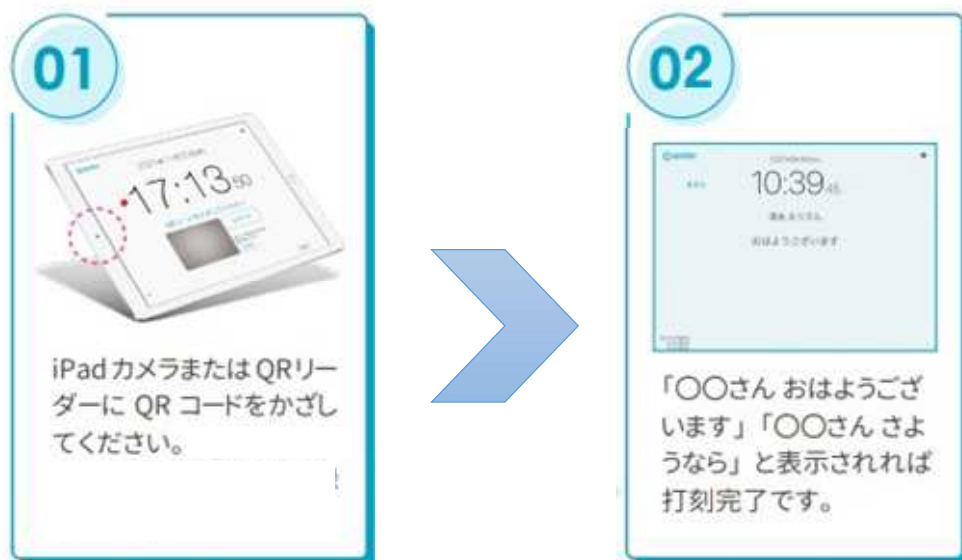 01
17:13 50
iPad カメラまたは QRリー
ダーに QR コードをかざし
てください。
02
10:39
おはようございます
「〇〇さん おはようござ
います」「〇〇さん さよ
うなら」と表示されれば
打刻完了です。